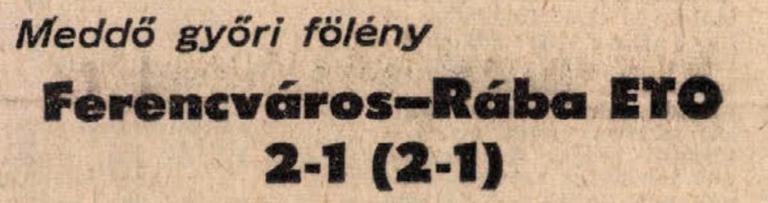 Meddő győri fölény
Ferencváros—Rába ETO
2-1 (2-1)